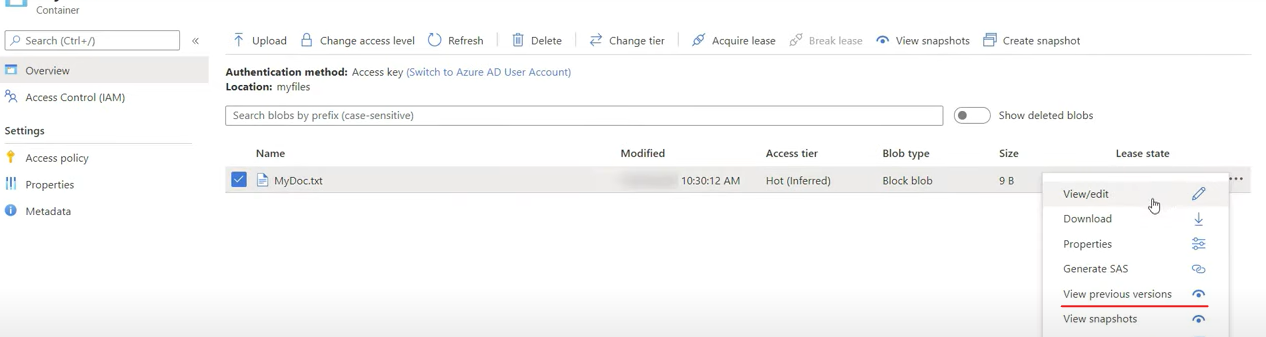 Container
Search (Ctrl+/) «
Upload Change access level Refresh Delete Change tier Acquire lease Break lease View snapshots Create snapshot
Overview
Authentication method: Access key (Switch to Azure AD User Account)
Location: myfiles
Access Control (IAM)
Search blobs by prefix (case-sensitive) Show deleted blobs
Settings
Name Modified Access tier Blob type Size Lease state
Access policy
MyDoc.txt 10:30:12 AM Hot (Inferred) Block blob 9 B ...
Properties
Metadata
View/edit
Download
Properties
Generate SAS
View previous versions
View snapshots